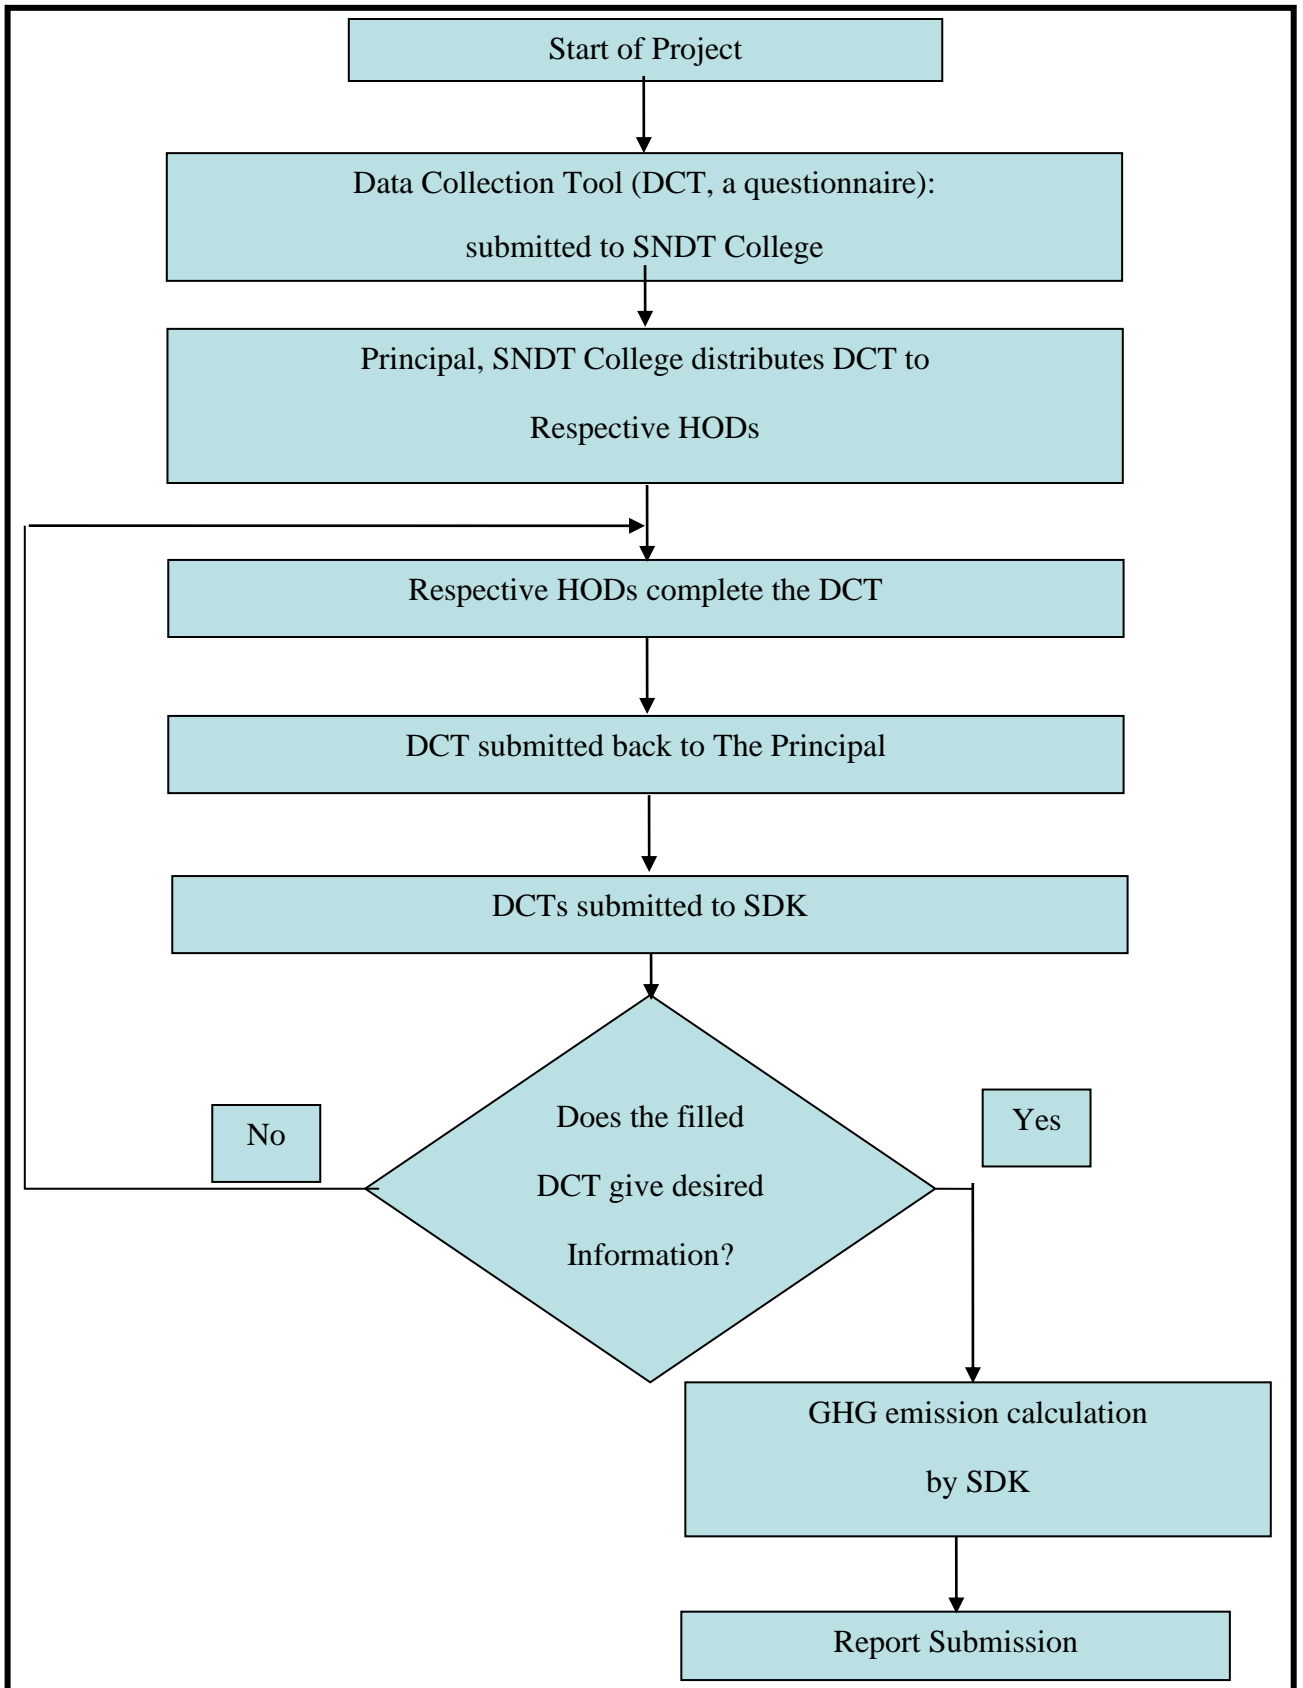 Start of Project
Data Collection Tool (DCT, a questionnaire):
submitted to SNDT College
Principal, SNDT College distributes DCT to
Respective HODs
Respective HODs complete the DCT
DCT submitted back to The Principal
DCTs submitted to SDK
Does the filled
DCT give desired
Information?
No
Yes
GHG emission calculation
by SDK
Report Submission